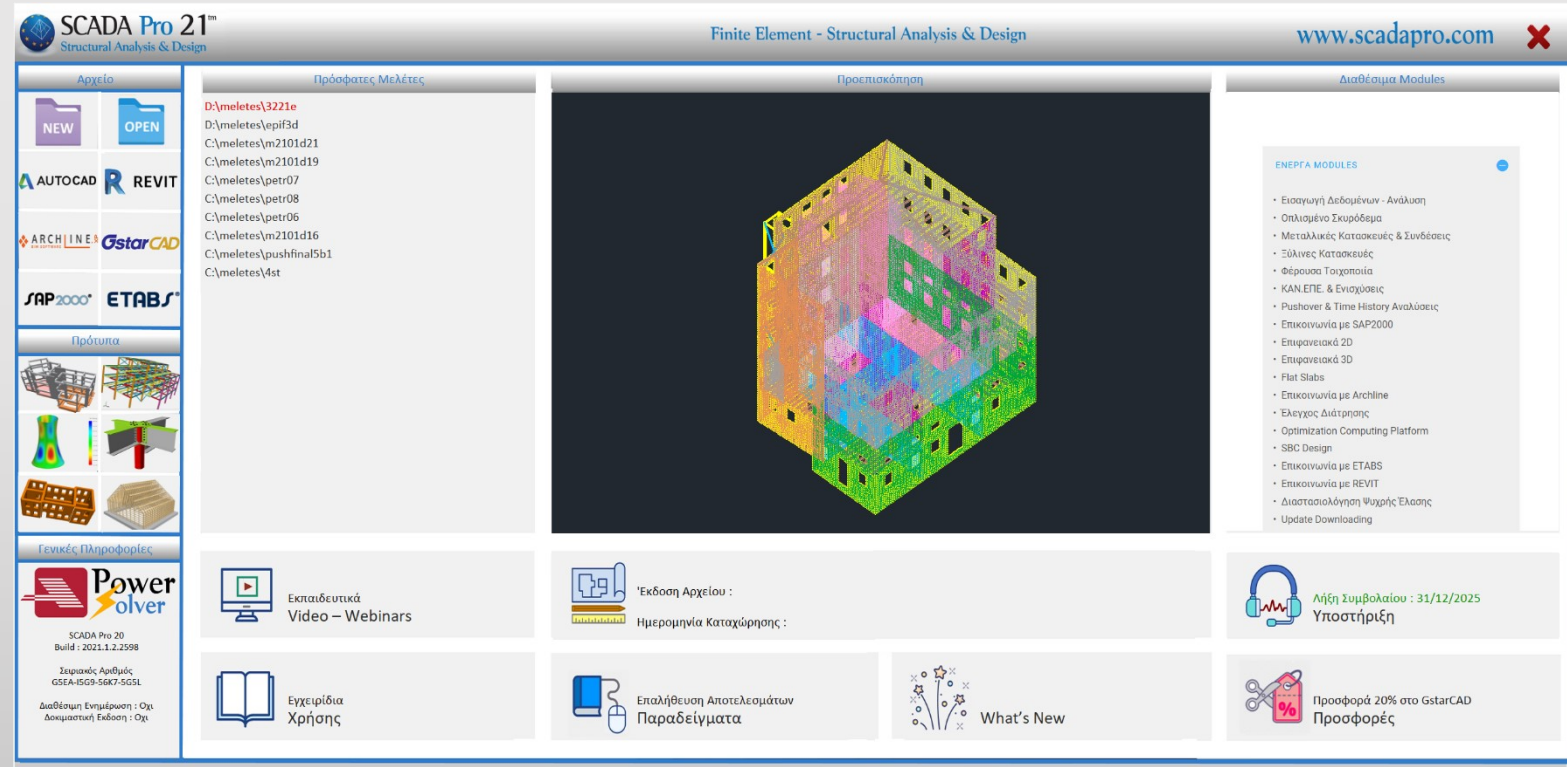 SCADA Pro 21™
Structural Analysis & Design
Finite Element - Structural Analysis & Design
www.scadapro.com
Αρχείο
NEW
OPEN
AUTOCAD
REVIT
ARCHLINE.
GstarCAD
SAP2000
ETABS
Πρότυπα
Γενικές Πληροφορίες
Power
Solver
SCADA Pro 20
Build : 2021.1.2.2598
Σειριακός Αριθμός
G5EA-I5G9-56K7-5G5L
Διαθέσιμη Ενημέρωση : Οχι
Δοκιμαστική Εκδοση : Οχι
Πρόσφατες Μελέτες
D:\meletes\3221e
D:\meletes\epif3d
C:\meletes\m2101d21
C:\meletes\m2101d19
C:\meletes\petr07
C:\meletes\petr08
C:\meletes\petr06
C:\meletes\m2101d16
C:\meletes\pushfinal5b1
C:\meletes\4st
Προεπισκόπηση
Διαθέσιμα Modules
ΕΝΕΡΓΑ MODULES
• Εισαγωγή Δεδομένων - Ανάλυση
• Οπλισμένο Σκυρόδεμα
• Μεταλλικές Κατασκευές & Συνδέσεις
• Ξύλινες Κατασκευές
• Φέρουσα Τοιχοποιία
• ΚΑΝ.ΕΠΕ. & Ενισχύσεις
• Pushover & Time History Αναλύσεις
• Επικοινωνία με SAP2000
• Επιφανειακά 2D
• Επιφανειακά 3D
• Flat Slabs
• Επικοινωνία με Archline
• Έλεγχος Διάτρησης
• Optimization Computing Platform
• SBC Design
• Επικοινωνία με ETABS
• Επικοινωνία με REVIT
• Διαστασιολόγηση Ψυχρής Έλασης
• Update Downloading
Εκπαιδευτικά
Video – Webinars
'Εκδοση Αρχείου :
Ημερομηνία Καταχώρησης :
Λήξη Συμβολαίου : 31/12/2025
Υποστήριξη
Εγχειρίδια
Χρήσης
Επαλήθευση Αποτελεσμάτων
Παραδείγματα
What's New
%
Προσφορά 20% στο GstarCAD
Προσφορές